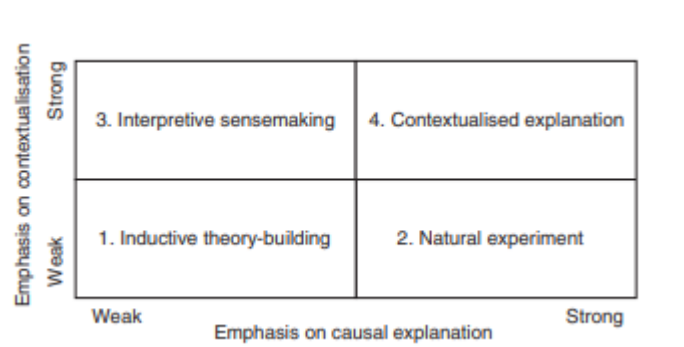 Emphasis on contextualisation
Strong
Weak
3. Interpretive sensemaking
4. Contextualised explanation
1. Inductive theory-building
2. Natural experiment
Weak
Strong
Emphasis on causal explanation